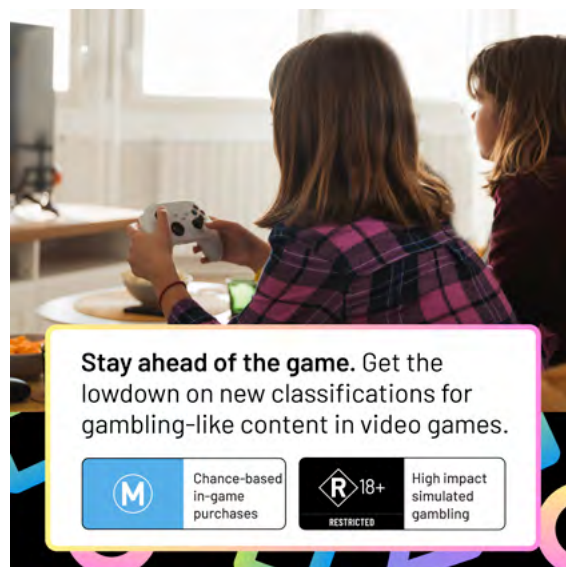 Stay ahead of the game. Get the
lowdown on new classifications for
gambling-like content in video games.
M
Chance-based
in-game
purchases
R 18+
RESTRICTED
High impact
simulated
gambling